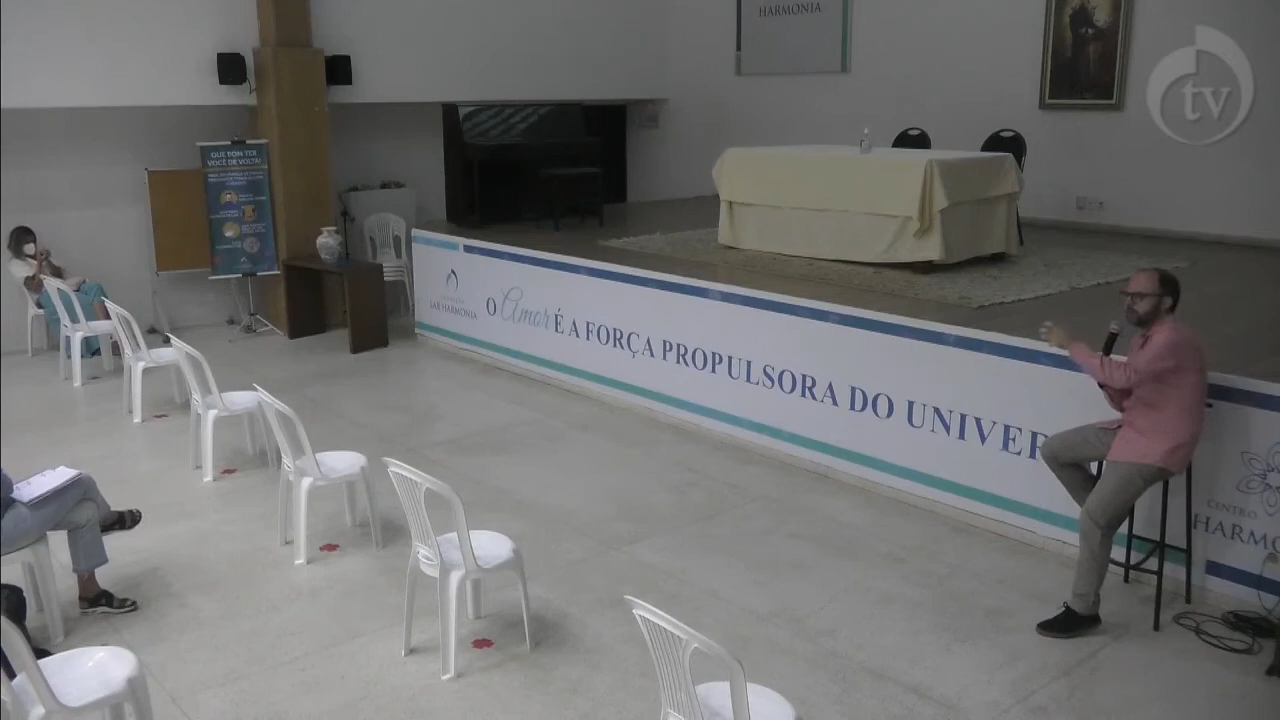 HARMONIA
tv
QUE BOM TER
VOCÊ DE VOLTA!
LAR HARMONIA
O Amor É A FORÇA PROPULSORA DO UNIVER
CENTRO
HARMO